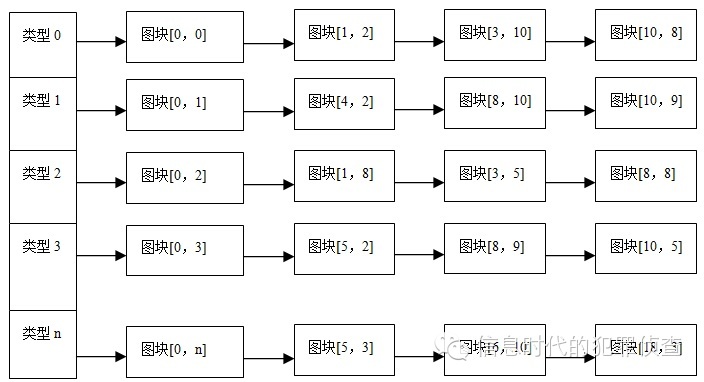 类型 0 图块[0，0] 图块[1，2] 图块[3，10] 图块[10，8]
类型 1 图块[0，1] 图块[4，2] 图块[8，10] 图块[10，9]
类型 2 图块[0，2] 图块[1，8] 图块[3，5] 图块[8，8]
类型 3 图块[0，3] 图块[5，2] 图块[8，9] 图块[10，5]
类型 n 图块[0，n] 图块[5，3] 图块[6，10] 图块[18，3]
信息时代的犯罪侦查